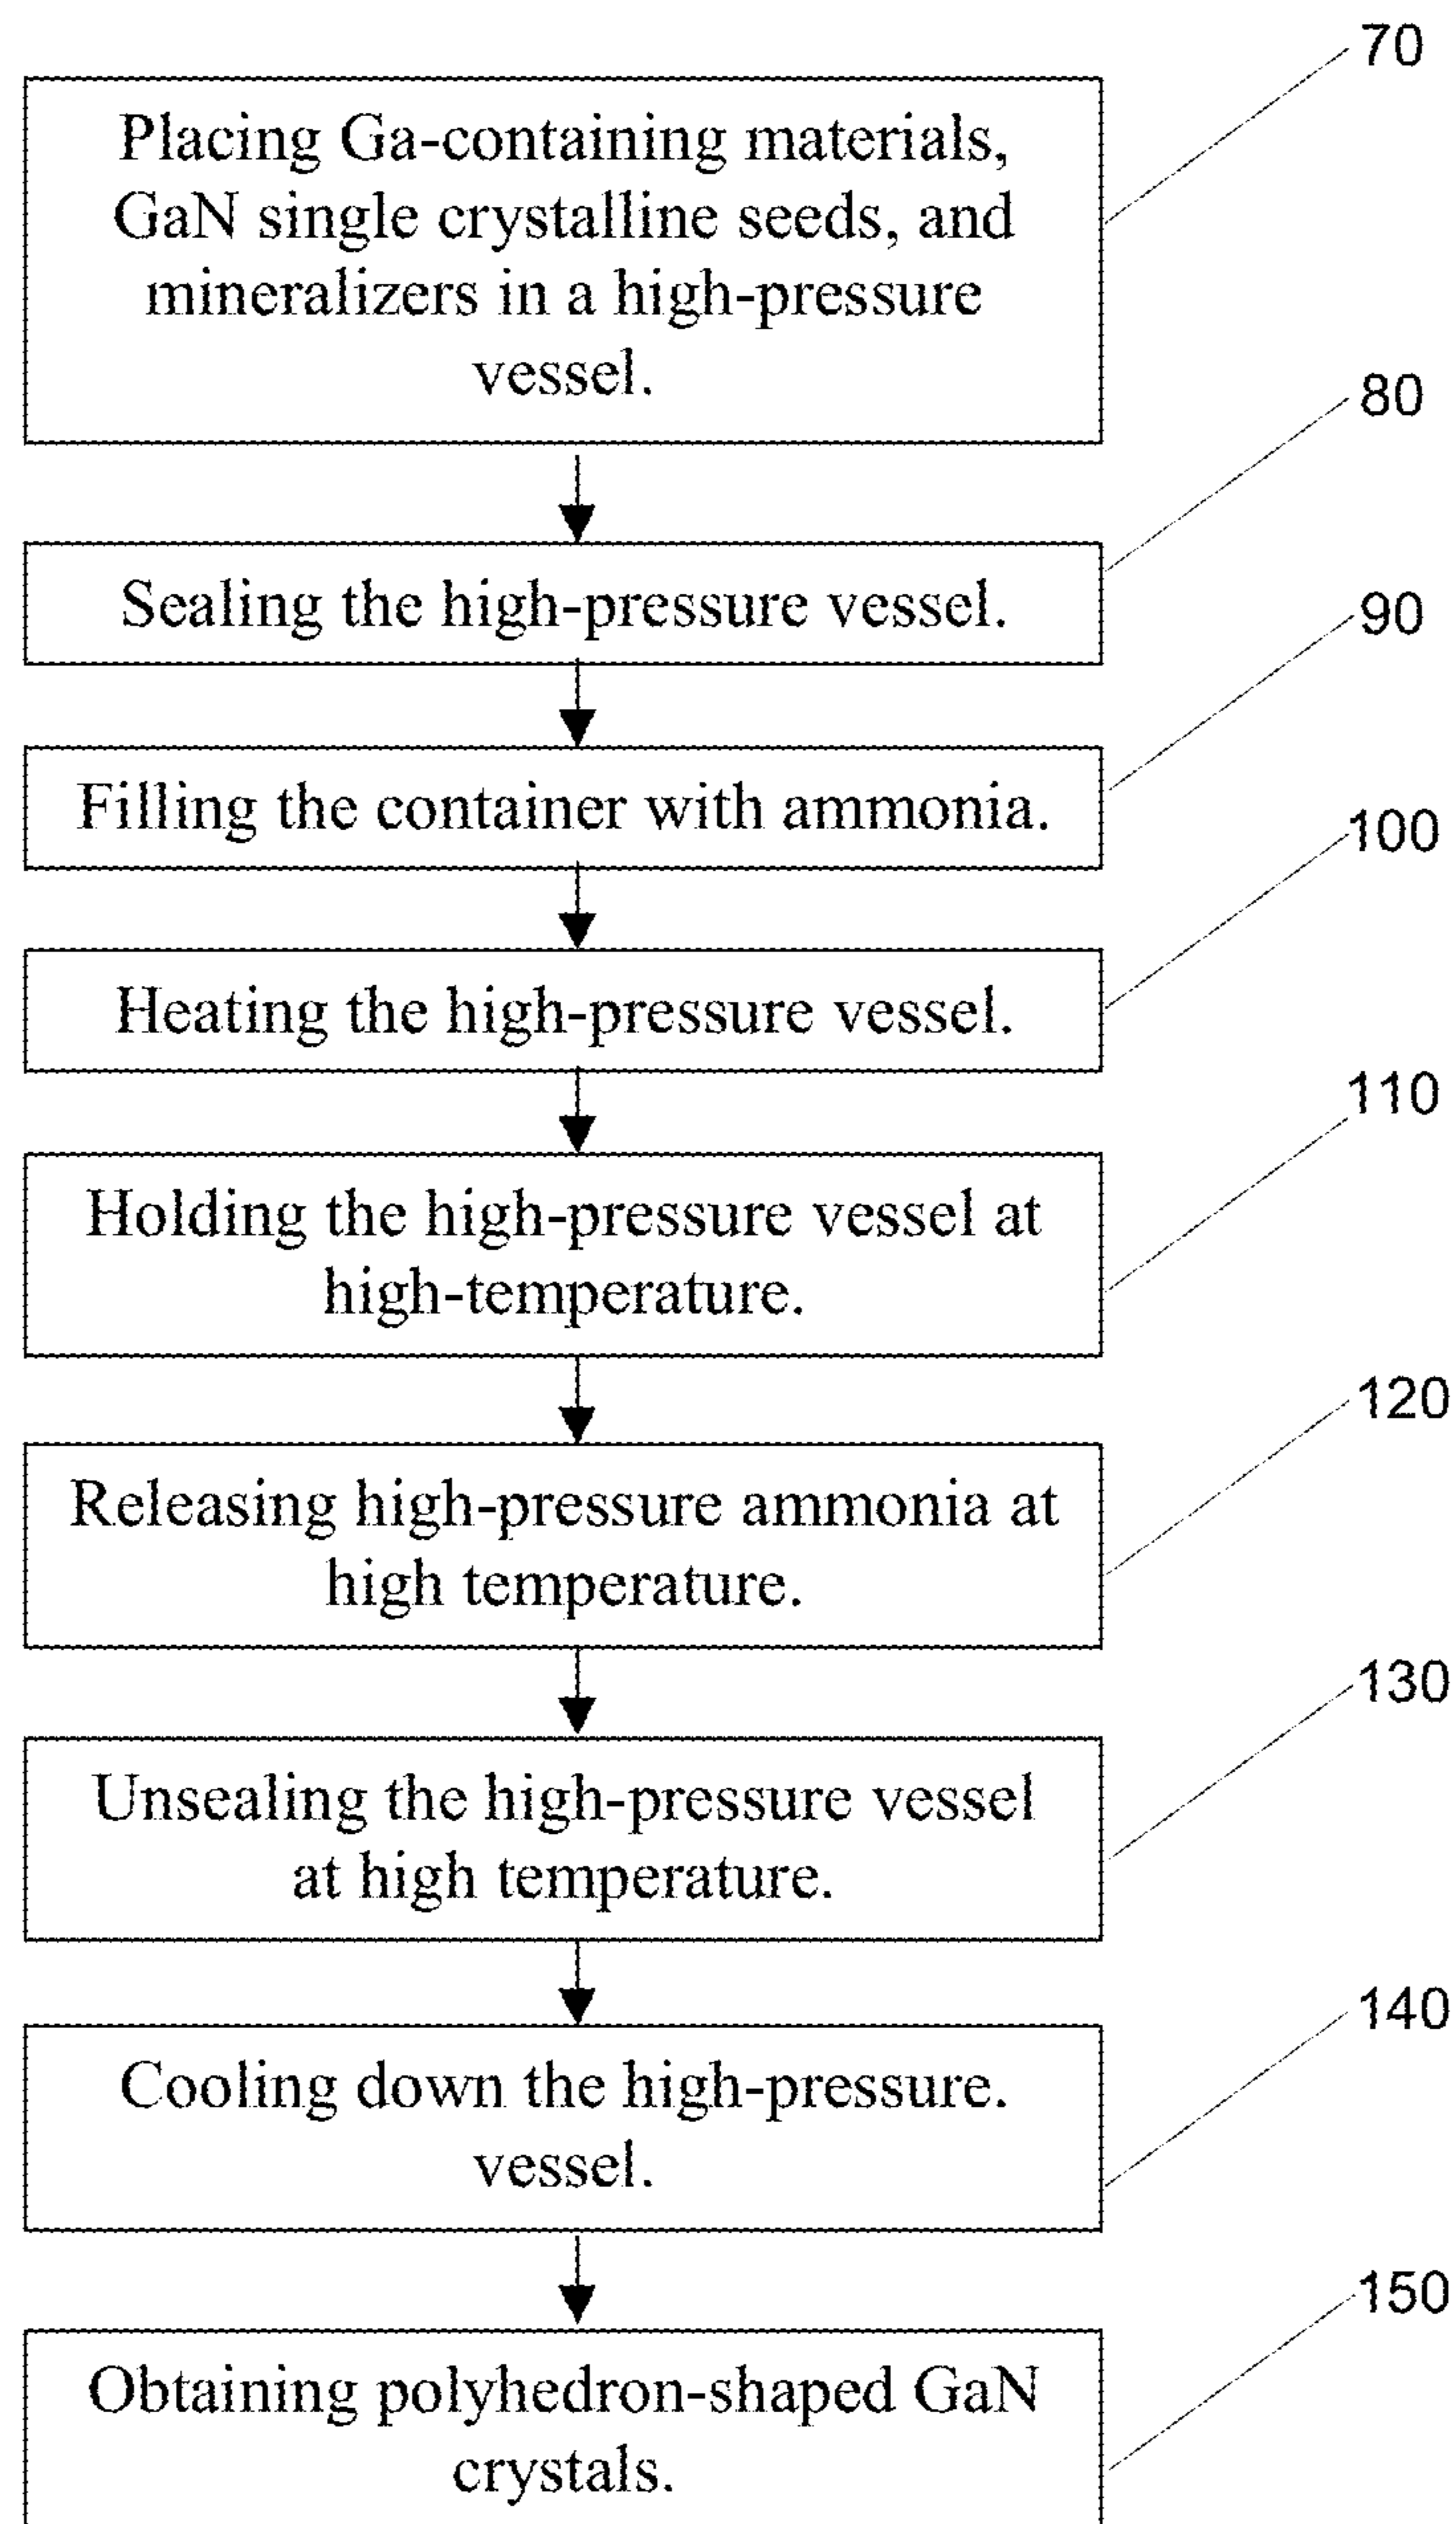 70
Placing Ga-containing materials,
GaN single crystalline seeds, and
mineralizers in a high-pressure
vessel.
80
Sealing the high-pressure vessel.
90
Filling the container with ammonia.
100
Heating the high-pressure vessel.
110
Holding the high-pressure vessel at
high-temperature.
120
Releasing high-pressure ammonia at
high temperature.
130
Unsealing the high-pressure vessel
at high temperature.
140
Cooling down the high-pressure.
vessel.
150
Obtaining polyhedron-shaped GaN
crystals.